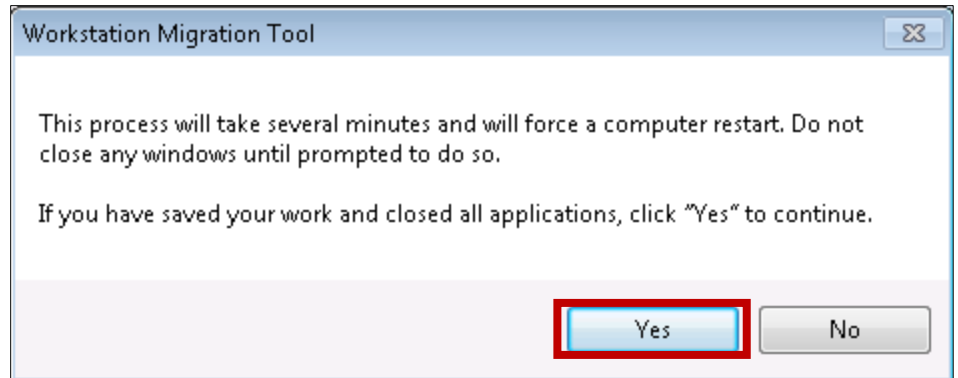 Workstation Migration Tool
This process will take several minutes and will force a computer restart. Do not
close any windows until prompted to do so.
If you have saved your work and closed all applications, click "Yes" to continue.
Yes
No